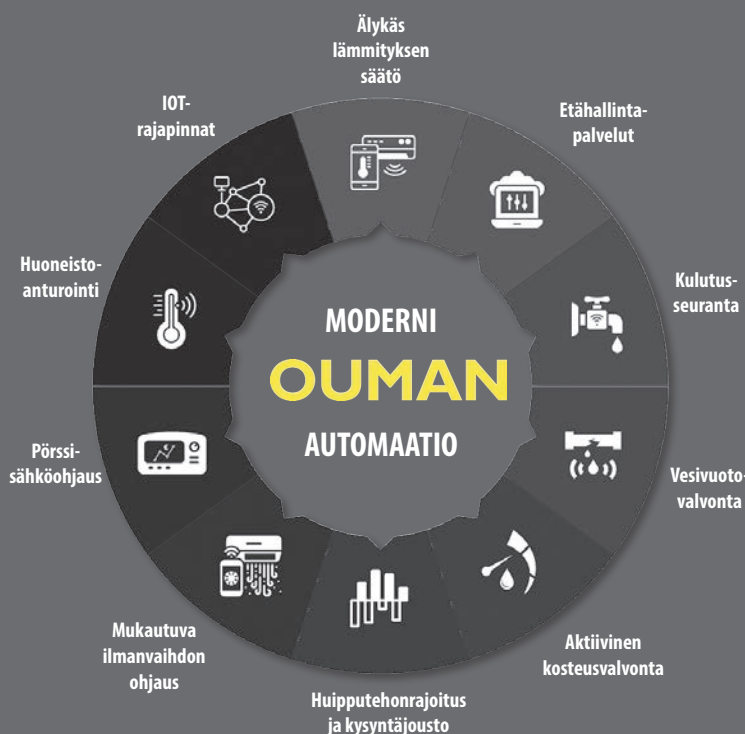 Älykäs
lämmityksen
säätö
Etähallinta-
palvelut
Kulutus-
seuranta
Vesivuoto-
valvonta
Aktiivinen
kosteusvalvonta
Huipputehonrajoitus
ja kysyntäjousto
Mukautuva
ilmanvaihdon
ohjaus
Pörssi-
sähköohjaus
Huoneisto-
anturointi
IOT-
rajapinnat
MODERNI
OUMAN
AUTOMAATIO